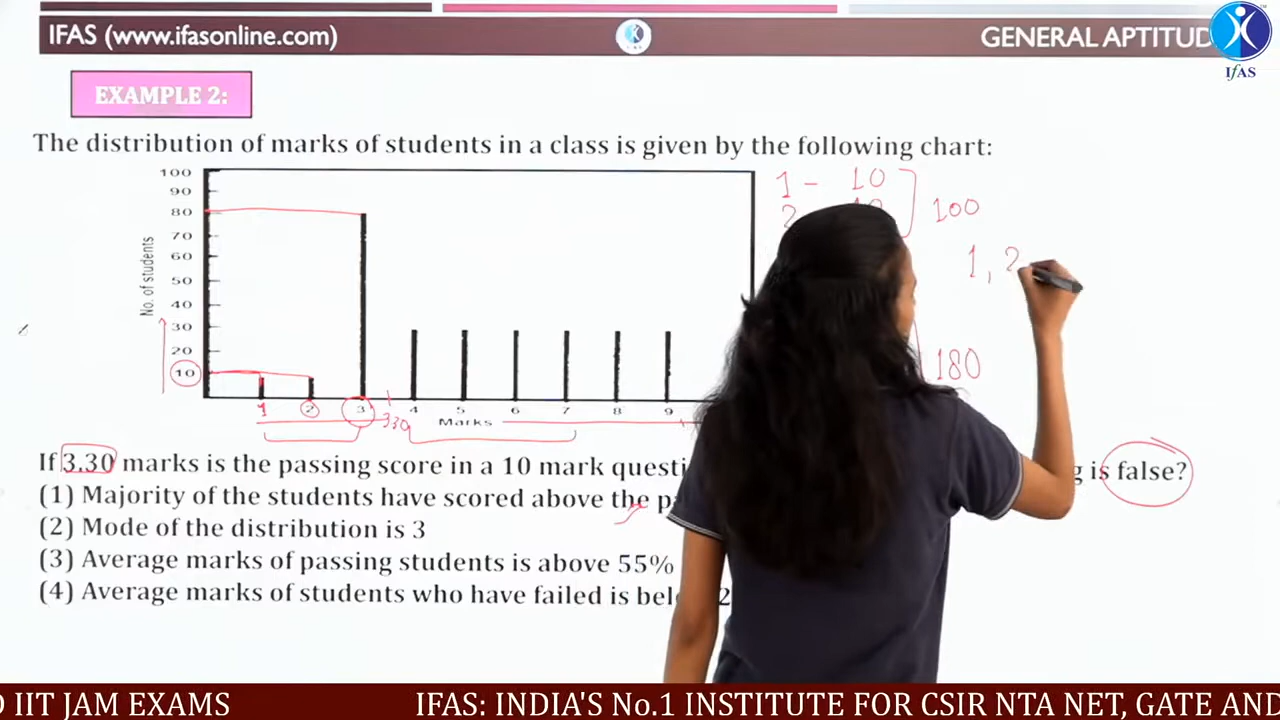 IFAS (www.ifasonline.com)
GENERAL APTITUD
IfAS
EXAMPLE 2:
The distribution of marks of students in a class is given by the following chart:
100
90
80
70
60
50
40
30
20
10
No. of students
1 2 3 4 5 6 7 8 9
3.30
Marks
1 - 10
2
100
1, 2
180
If 3.30 marks is the passing score in a 10 mark questi
g is false?
(1) Majority of the students have scored above the p
(2) Mode of the distribution is 3
(3) Average marks of passing students is above 55%
(4) Average marks of students who have failed is bel
O IIT JAM EXAMS IFAS: INDIA'S No.1 INSTITUTE FOR CSIR NTA NET, GATE AND